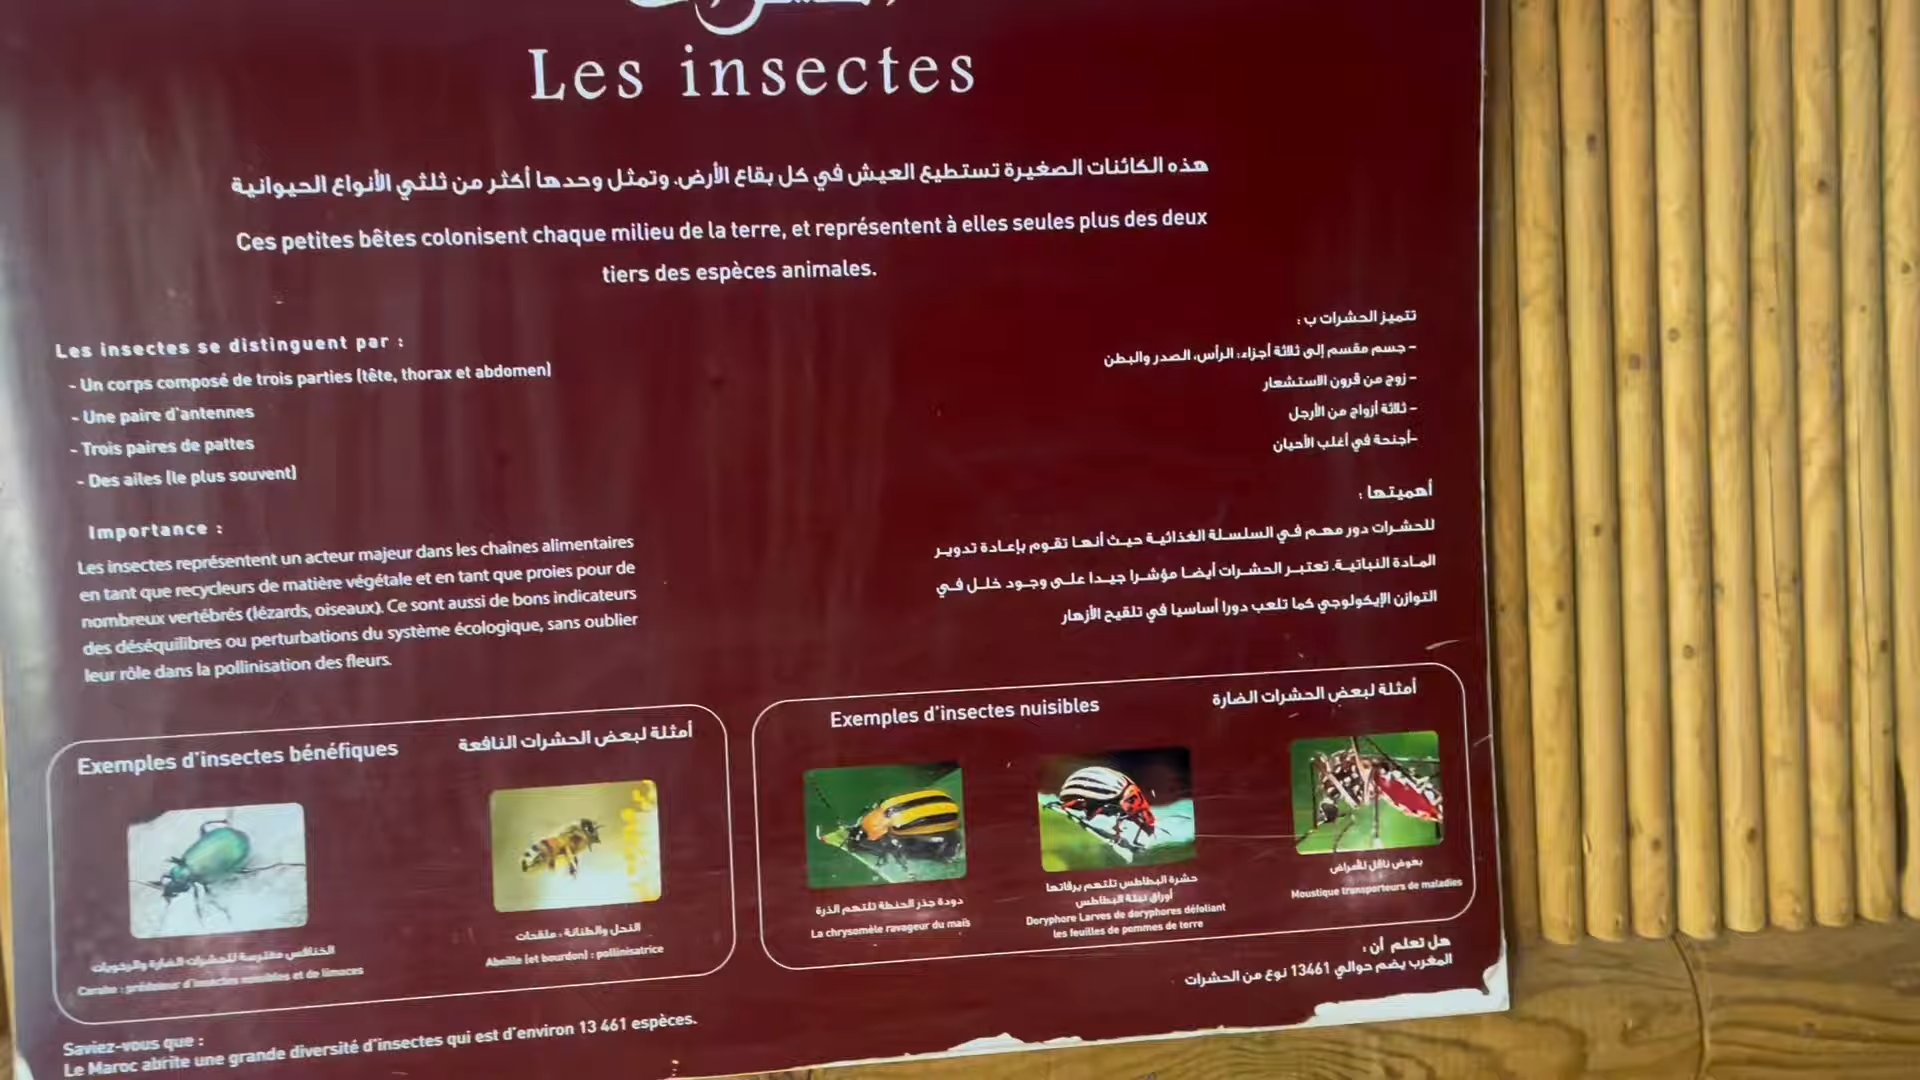 Les insectes
هذه الكائنات الصغيرة تستطيع العيش في كل بقاع الأرض. وتمثل وحدها أكثر من ثلثي الأنواع الحيوانية
Ces petites bêtes colonisent chaque milieu de la terre, et représentent à elles seules plus des deux
tiers des espèces animales.
Les insectes se distinguent par :
- Un corps composé de trois parties (tête, thorax et abdomen)
- Une paire d'antennes
- Trois paires de pattes
- Des ailes (le plus souvent)
تتميز الحشرات ب :
- جسم مقسم إلى ثلاثة أجزاء: الرأس، الصدر والبطن
- زوج من قرون الاستشعار
- ثلاثة أزواج من الأرجل
-أجنحة في أغلب الأحيان
Importance :
Les insectes représentent un acteur majeur dans les chaînes alimentaires
en tant que recycleurs de matière végétale et en tant que proies pour de
nombreux vertébrés (lézards, oiseaux). Ce sont aussi de bons indicateurs
des déséquilibres ou perturbations du système écologique, sans oublier
leur rôle dans la pollinisation des fleurs.
أهميتها :
للحشرات دور مهم في السلسلة الغذائية حيث أنها تقوم بإعادة تدوير
المادة النباتية. تعتبر الحشرات أيضا مؤشرا جيدا على وجود خلل في
التوازن الإيكولوجي كما تلعب دورا أساسيا في تلقيح الأزهار
Exemples d'insectes bénéfiques
أمثلة لبعض الحشرات النافعة
الخنافس مفترسة للحشرات الضارة والرخويات
Carabe : prédateur d'insectes nuisibles et de limaces
النحل والطنانة : ملقحات
Abeille (et bourdon) : pollinisatrice
Exemples d'insectes nuisibles
أمثلة لبعض الحشرات الضارة
دودة جذر الحنطة تلتهم الذرة
La chrysomèle ravageur du maïs
حشرة البطاطس تلتهم يرقاتها
أوراق نبتة البطاطس
Doryphore Larves de doryphores défoliant
les feuilles de pommes de terre
بعوض ناقل للأمراض
Moustique transporteurs de maladies
Saviez-vous que :
Le Maroc abrite une grande diversité d'insectes qui est d'environ 13 461 espèces.
هل تعلم أن :
المغرب يضم حوالي 13461 نوع من الحشرات